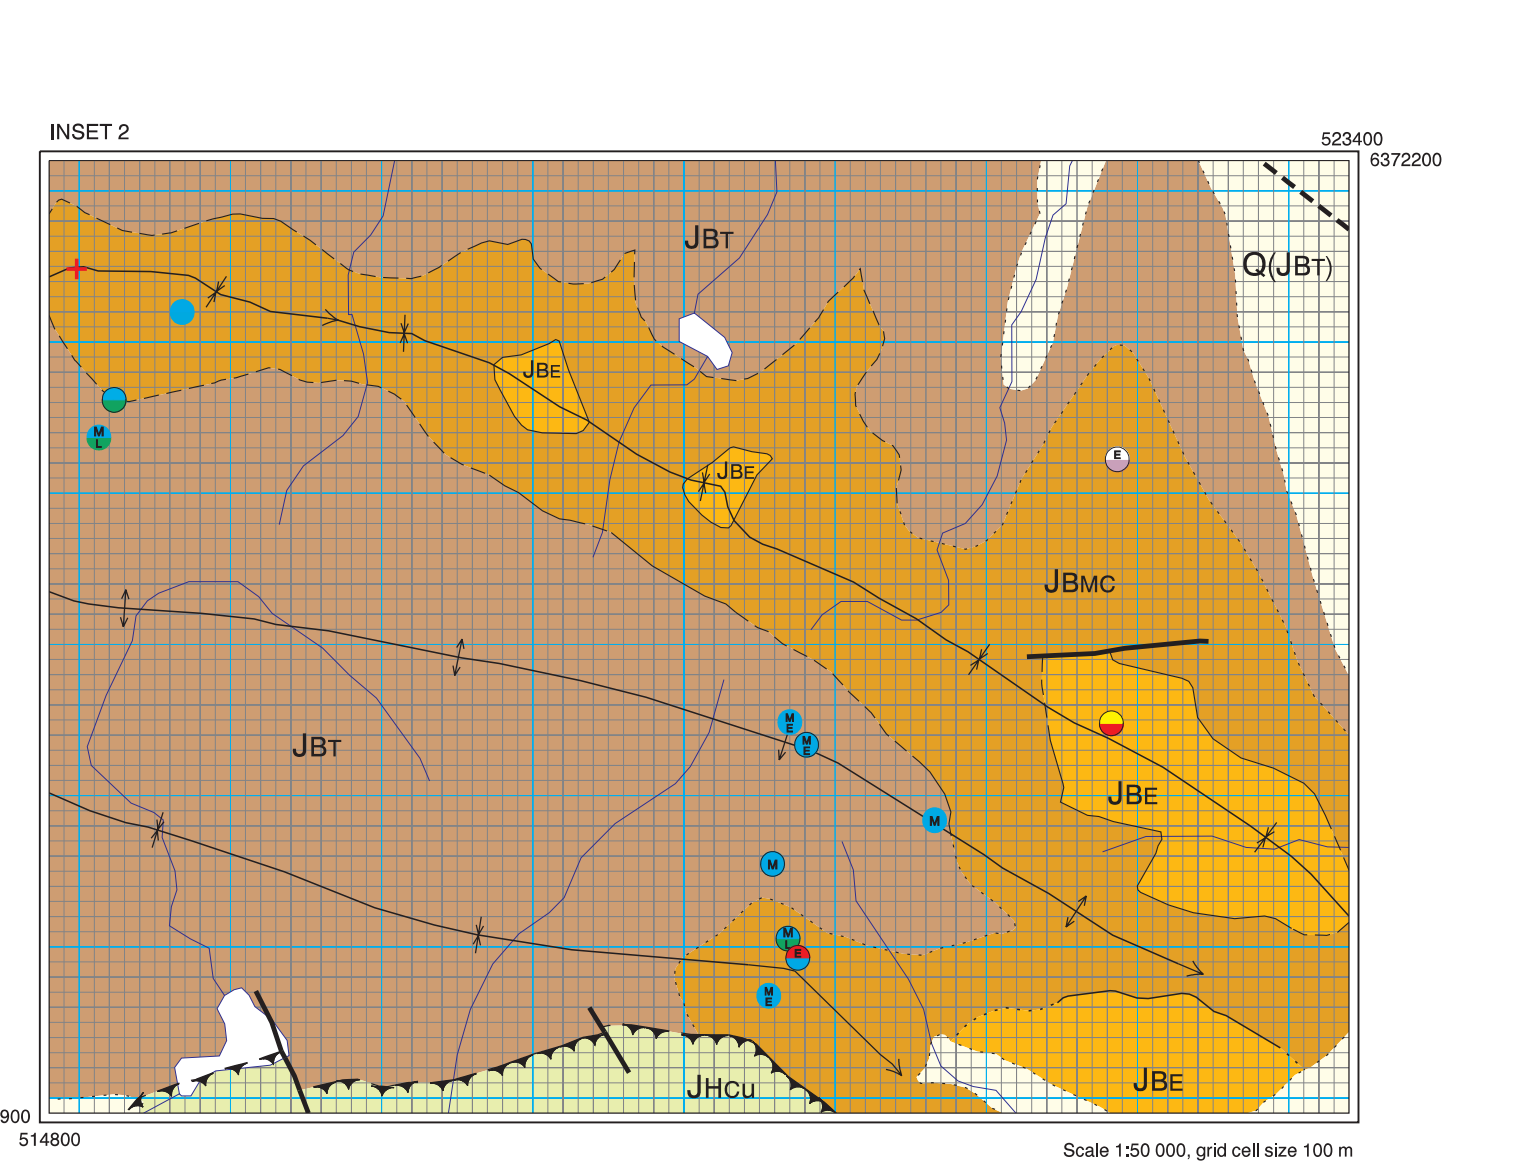 INSET 2
523400
6372200
JBT
Q(JBT)
JBE
M
L
JBE
E
JBMC
M
E
M
E
JBT
JBE
M
M
M
L
E
M
E
JBE
JHCu
900
514800
Scale 1:50 000, grid cell size 100 m